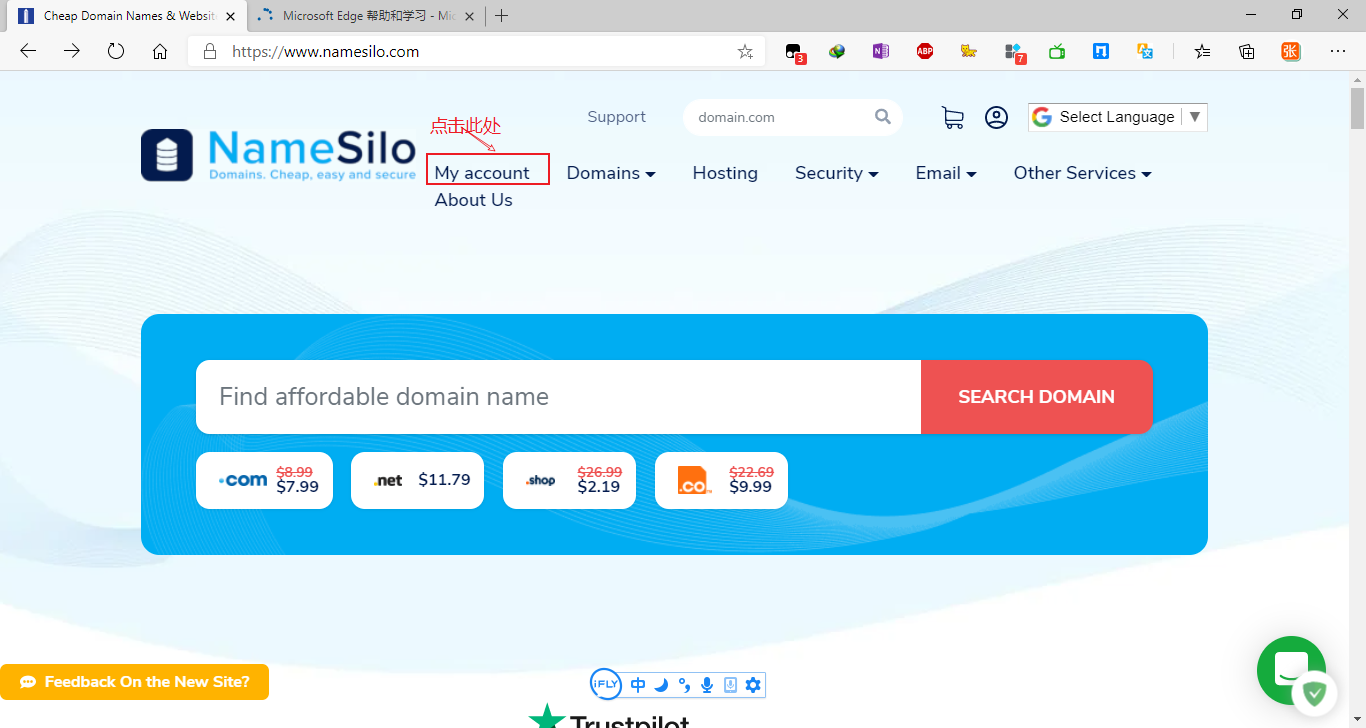 Cheap Domain Names & Websit
Microsoft Edge 帮助和学习 - Mic
https://www.namesilo.com
ABP
3
7
张
Support
domain.com
Select Language
▼
点击此处
NameSilo
Domains. Cheap, easy and secure
My account
Domains
Hosting
Security
Email
Other Services
About Us
Find affordable domain name
SEARCH DOMAIN
.com $8.99 $7.99
.net $11.79
.shop $26.99 $2.19
.co $22.69 $9.99
Feedback On the New Site?
iFLY 中
Trustpilot